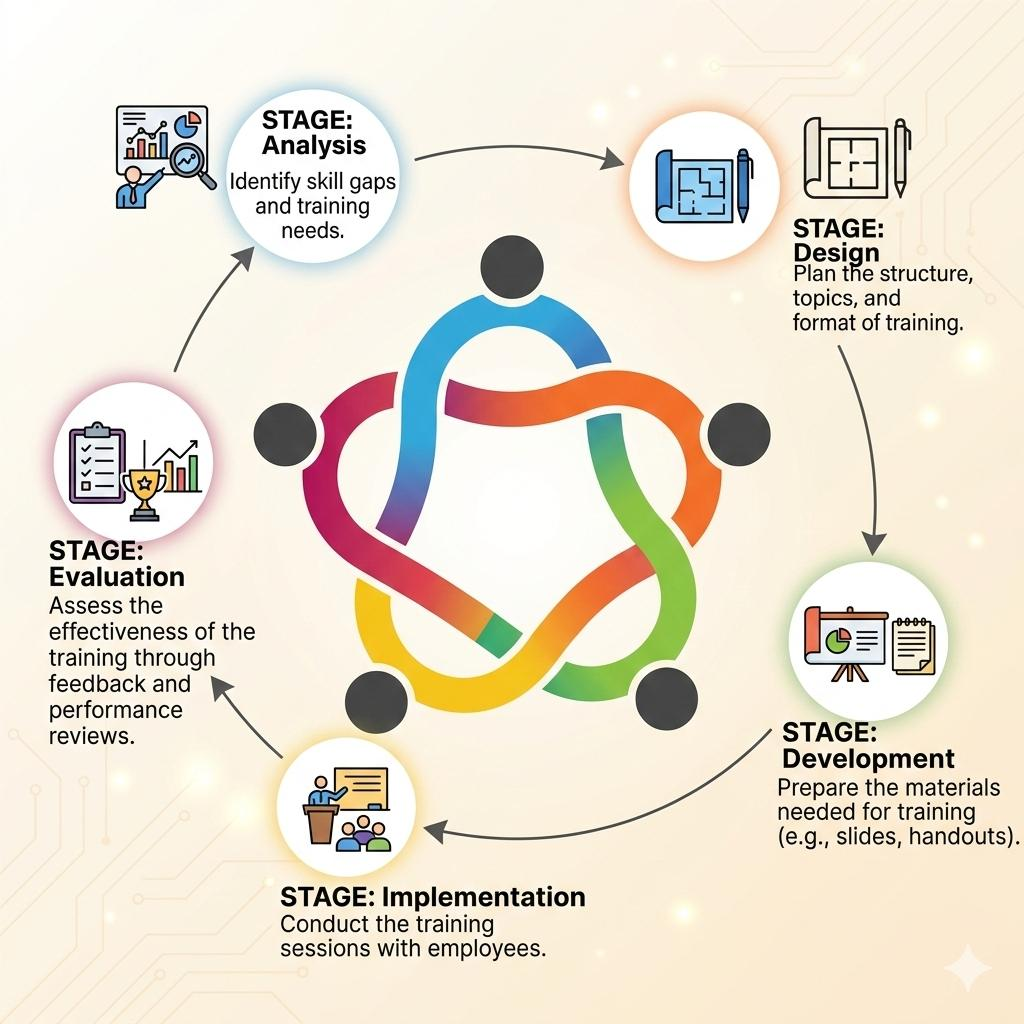 STAGE:
Analysis
Identify skill gaps
and training
needs.
STAGE:
Design
Plan the structure,
topics, and
format of training.
STAGE:
Evaluation
Assess the
effectiveness of the
training through
feedback and
performance
reviews.
STAGE:
Development
Prepare the materials
needed for training
(e.g., slides, handouts).
STAGE: Implementation
Conduct the training
sessions with employees.